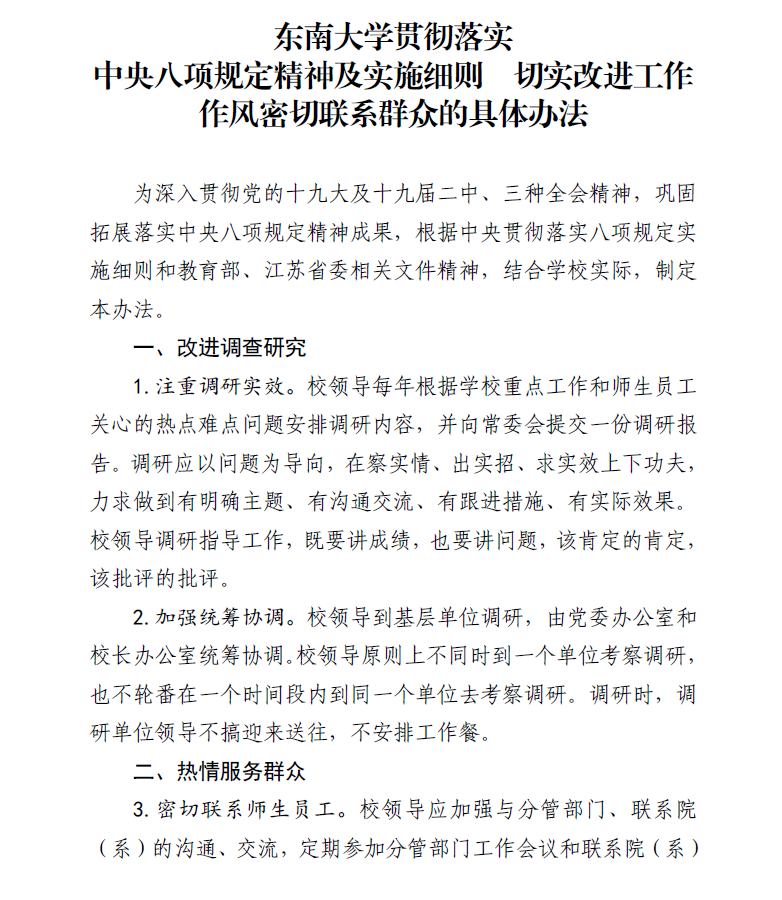 东南大学贯彻落实
中央八项规定精神及实施细则　切实改进工作
作风密切联系群众的具体办法
为深入贯彻党的十九大及十九届二中、三种全会精神，巩固
拓展落实中央八项规定精神成果，根据中央贯彻落实八项规定实
施细则和教育部、江苏省委相关文件精神，结合学校实际，制定
本办法。
一、改进调查研究
1.注重调研实效。校领导每年根据学校重点工作和师生员工
关心的热点难点问题安排调研内容，并向常委会提交一份调研报
告。调研应以问题为导向，在察实情、出实招、求实效上下功夫，
力求做到有明确主题、有沟通交流、有跟进措施、有实际效果。
校领导调研指导工作，既要讲成绩，也要讲问题，该肯定的肯定，
该批评的批评。
2.加强统筹协调。校领导到基层单位调研，由党委办公室和
校长办公室统筹协调。校领导原则上不同时到一个单位考察调研，
也不轮番在一个时间段内到同一个单位去考察调研。调研时，调
研单位领导不搞迎来送往，不安排工作餐。
二、热情服务群众
3.密切联系师生员工。校领导应加强与分管部门、联系院
（系）的沟通、交流，定期参加分管部门工作会议和联系院（系）